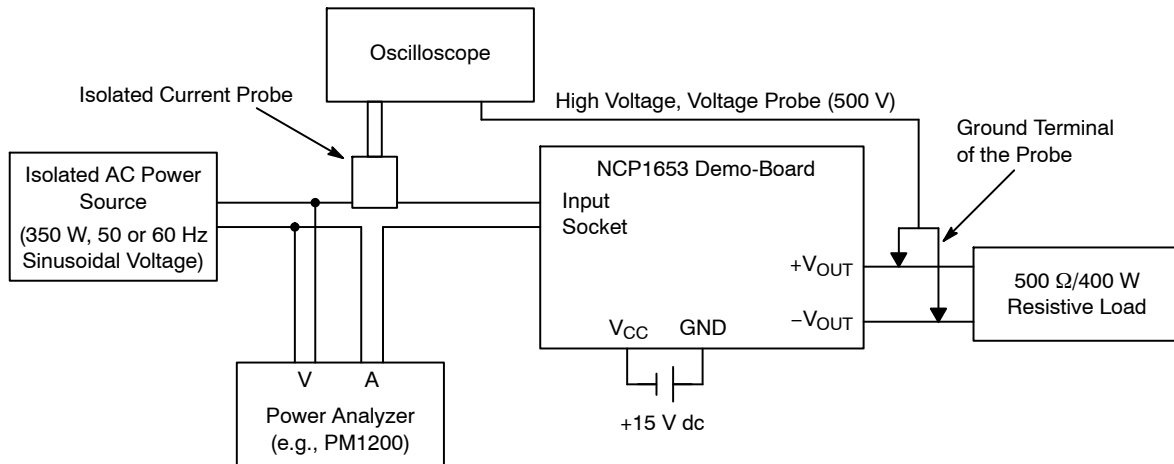 Oscilloscope
Isolated Current Probe
High Voltage, Voltage Probe (500 V)
Ground Terminal
of the Probe
Isolated AC Power
Source
(350 W, 50 or 60 Hz
Sinusoidal Voltage)
NCP1653 Demo-Board
Input
Socket
+VOUT
−VOUT
VCC
GND
+15 V dc
500 Ω/400 W
Resistive Load
V
A
Power Analyzer
(e.g., PM1200)